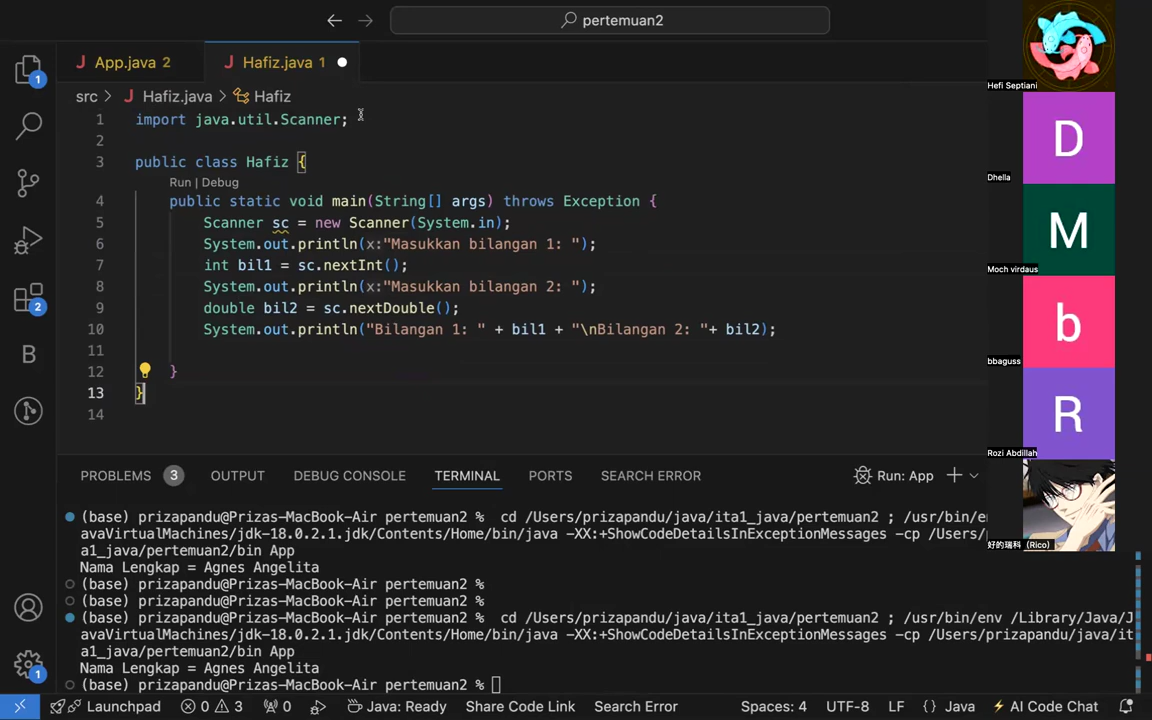 pertemuan2
Hefi Septiani
Dhella
Moch virdaus
bbaguss
Rozi Abdillah
好的瑞科 (Rico)
1
2
1
J App.java 2
J Hafiz.java 1
src > J Hafiz.java > Hafiz
1 import java.util.Scanner;
2
3 public class Hafiz {
Run | Debug
4 public static void main(String[] args) throws Exception {
5 Scanner sc = new Scanner(System.in);
6 System.out.println(x:"Masukkan bilangan 1: ");
7 int bil1 = sc.nextInt();
8 System.out.println(x:"Masukkan bilangan 2: ");
9 double bil2 = sc.nextDouble();
10 System.out.println("Bilangan 1: " + bil1 + "\nBilangan 2: "+ bil2);
11
12 }
13 }
14
D
M
b
R
B
PROBLEMS 3 OUTPUT DEBUG CONSOLE TERMINAL PORTS SEARCH ERROR Run: App
(base) prizapandu@Prizas-MacBook-Air pertemuan2 % cd /Users/prizapandu/java/ita1_java/pertemuan2 ; /usr/bin/en
avaVirtualMachines/jdk-18.0.2.1.jdk/Contents/Home/bin/java -XX:+ShowCodeDetailsInExceptionMessages -cp /Users/p
a1_java/pertemuan2/bin App
Nama Lengkap = Agnes Angelita
(base) prizapandu@Prizas-MacBook-Air pertemuan2 %
(base) prizapandu@Prizas-MacBook-Air pertemuan2 %
(base) prizapandu@Prizas-MacBook-Air pertemuan2 % cd /Users/prizapandu/java/ita1_java/pertemuan2 ; /usr/bin/env /Library/Java/J
avaVirtualMachines/jdk-18.0.2.1.jdk/Contents/Home/bin/java -XX:+ShowCodeDetailsInExceptionMessages -cp /Users/prizapandu/java/it
a1_java/pertemuan2/bin App
Nama Lengkap = Agnes Angelita
(base) prizapandu@Prizas-MacBook-Air pertemuan2 %
Launchpad 0 3 0 Java: Ready Share Code Link Search Error Spaces: 4 UTF-8 LF {} Java AI Code Chat